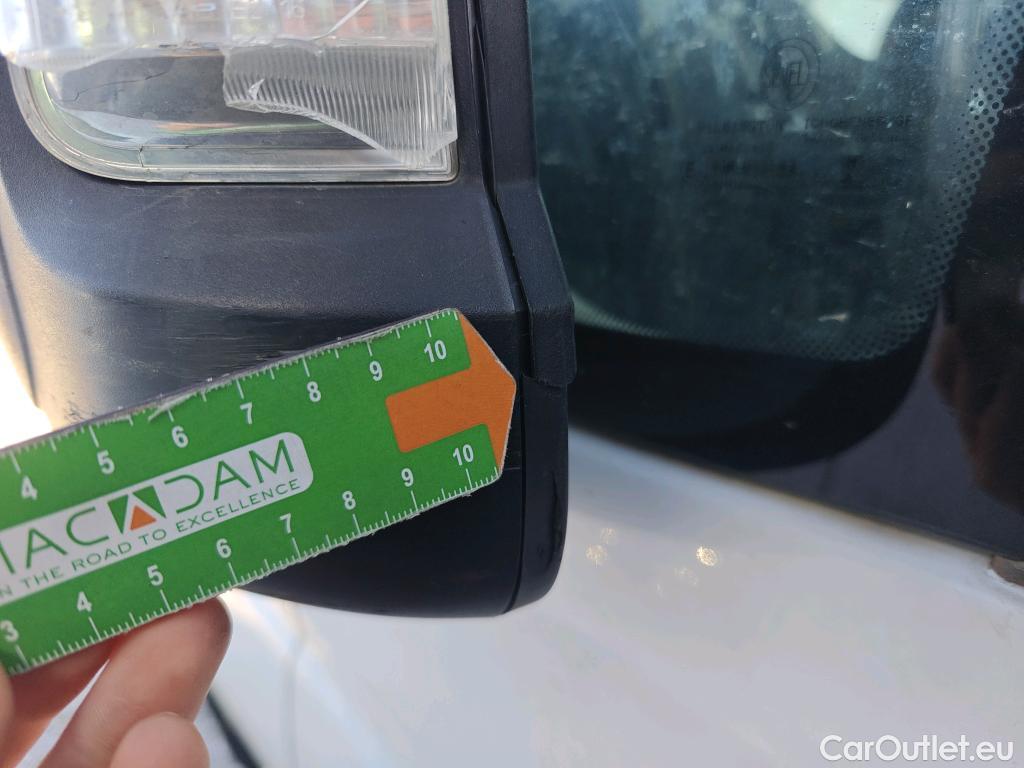 4 5 6 7 8 9 10
MACADAM
N THE ROAD TO EXCELLENCE
3 4 5 6 7 8 9 10
CarOutlet.eu